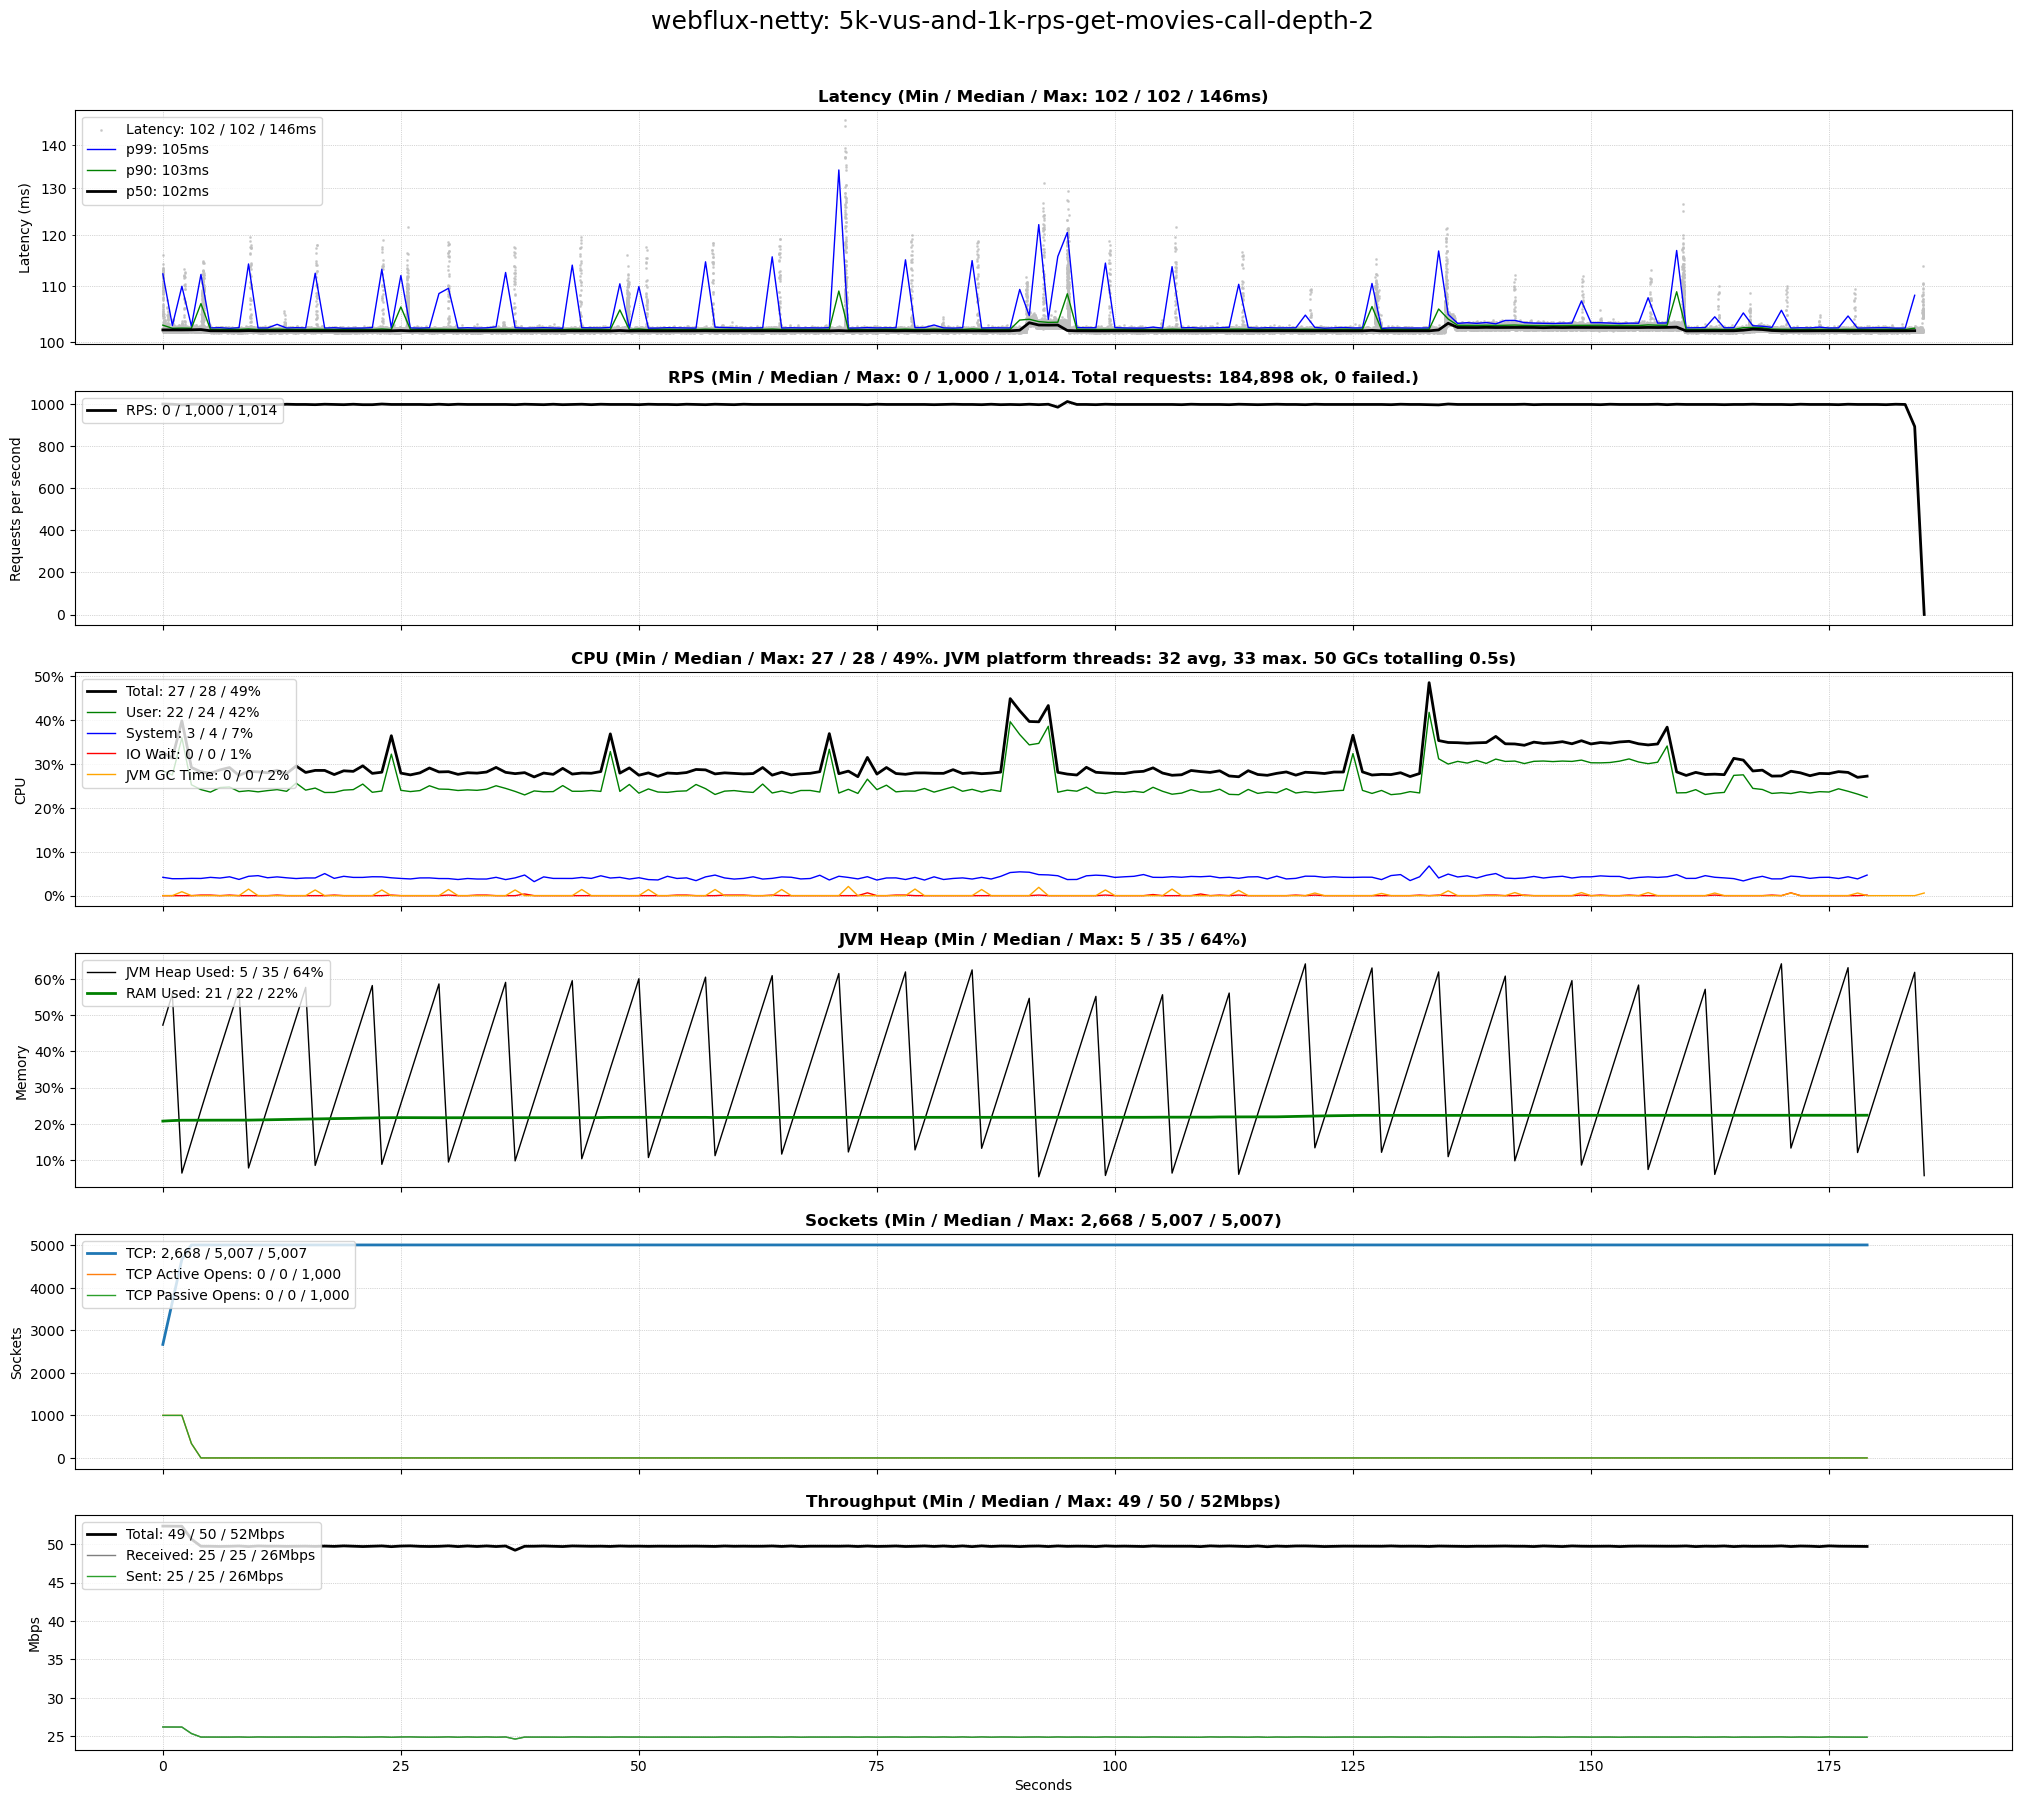 webflux-netty: 5k-vus-and-1k-rps-get-movies-call-depth-2
Latency (Min / Median / Max: 102 / 102 / 146ms)
Latency: 102 / 102 / 146ms
p99: 105ms
p90: 103ms
p50: 102ms
Latency (ms)
140
130
120
110
100
RPS (Min / Median / Max: 0 / 1,000 / 1,014. Total requests: 184,898 ok, 0 failed.)
RPS: 0 / 1,000 / 1,014
Requests per second
1000
800
600
400
200
0
CPU (Min / Median / Max: 27 / 28 / 49%. JVM platform threads: 32 avg, 33 max. 50 GCs totalling 0.5s)
Total: 27 / 28 / 49%
User: 22 / 24 / 42%
System: 3 / 4 / 7%
IO Wait: 0 / 0 / 1%
JVM GC Time: 0 / 0 / 2%
CPU
50%
40%
30%
20%
10%
0%
JVM Heap (Min / Median / Max: 5 / 35 / 64%)
JVM Heap Used: 5 / 35 / 64%
RAM Used: 21 / 22 / 22%
Memory
60%
50%
40%
30%
20%
10%
Sockets (Min / Median / Max: 2,668 / 5,007 / 5,007)
TCP: 2,668 / 5,007 / 5,007
TCP Active Opens: 0 / 0 / 1,000
TCP Passive Opens: 0 / 0 / 1,000
Sockets
5000
4000
3000
2000
1000
0
Throughput (Min / Median / Max: 49 / 50 / 52Mbps)
Total: 49 / 50 / 52Mbps
Received: 25 / 25 / 26Mbps
Sent: 25 / 25 / 26Mbps
Mbps
50
45
40
35
30
25
0 25 50 75 100 125 150 175
Seconds